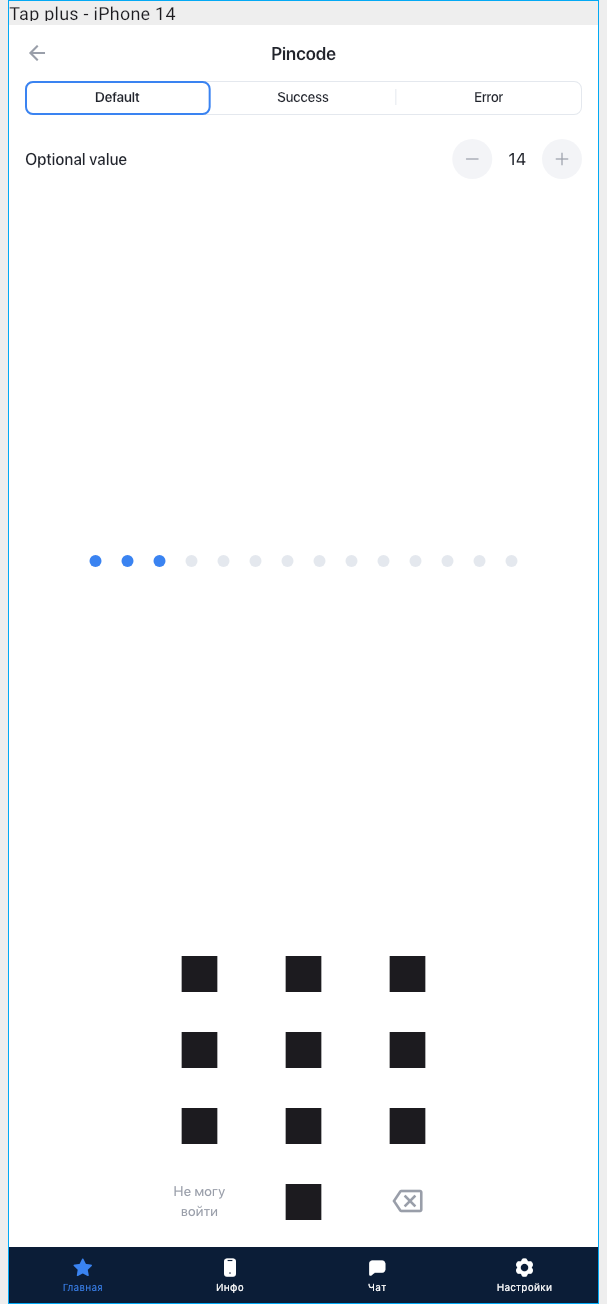 Tap plus - iPhone 14
Pincode
Default Success Error
Optional value 14
Не могу
войти
Главная Инфо Чат Настройки